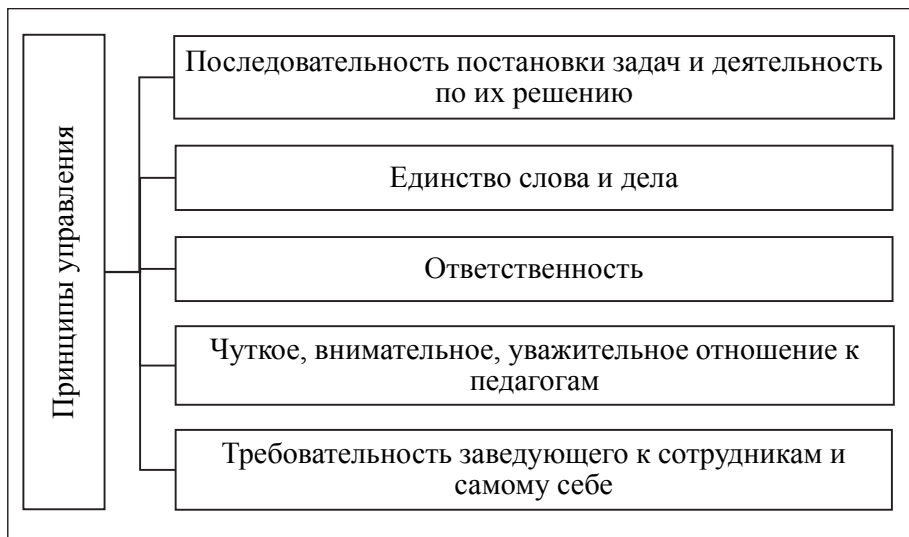 Принципы управления
Последовательность постановки задач и деятельность
по их решению
Единство слова и дела
Ответственность
Чуткое, внимательное, уважительное отношение к
педагогам
Требовательность заведующего к сотрудникам и
самому себе